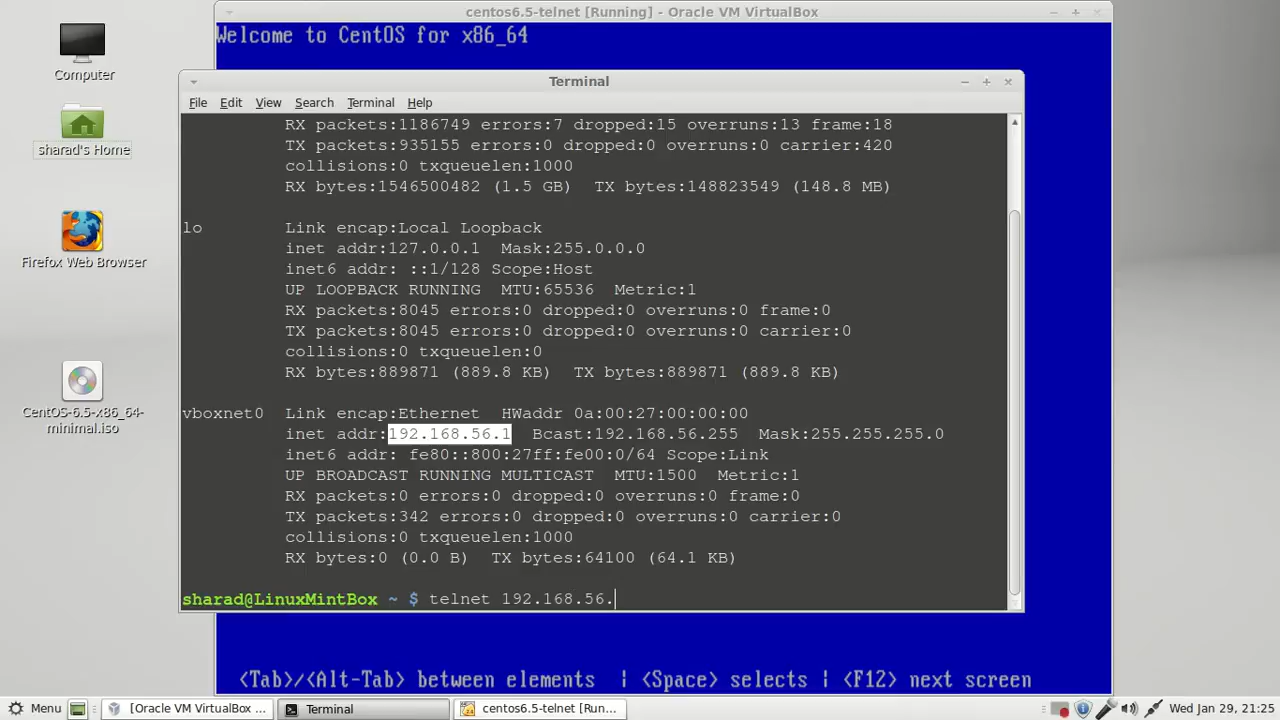 centos6.5-telnet [Running] - Oracle VM VirtualBox
Welcome to CentOS for x86_64
Computer
sharad's Home
Firefox Web Browser
CentOS-6.5-x86_64-
minimal.iso
Terminal
File Edit View Search Terminal Help
RX packets:1186749 errors:7 dropped:15 overruns:13 frame:18
TX packets:935155 errors:0 dropped:0 overruns:0 carrier:420
collisions:0 txqueuelen:1000
RX bytes:1546500482 (1.5 GB)  TX bytes:148823549 (148.8 MB)
lo Link encap:Local Loopback
inet addr:127.0.0.1  Mask:255.0.0.0
inet6 addr: ::1/128 Scope:Host
UP LOOPBACK RUNNING  MTU:65536  Metric:1
RX packets:8045 errors:0 dropped:0 overruns:0 frame:0
TX packets:8045 errors:0 dropped:0 overruns:0 carrier:0
collisions:0 txqueuelen:0
RX bytes:889871 (889.8 KB)  TX bytes:889871 (889.8 KB)
vboxnet0  Link encap:Ethernet  HWaddr 0a:00:27:00:00:00
inet addr:192.168.56.1  Bcast:192.168.56.255  Mask:255.255.255.0
inet6 addr: fe80::800:27ff:fe00:0/64 Scope:Link
UP BROADCAST RUNNING MULTICAST  MTU:1500  Metric:1
RX packets:0 errors:0 dropped:0 overruns:0 frame:0
TX packets:342 errors:0 dropped:0 overruns:0 carrier:0
collisions:0 txqueuelen:1000
RX bytes:0 (0.0 B)  TX bytes:64100 (64.1 KB)
sharad@LinuxMintBox ~ $ telnet 192.168.56.
<Tab>/<Alt-Tab> between elements  | <Space> selects | <F12> next screen
Menu [Oracle VM VirtualBox ... Terminal centos6.5-telnet [Run... Wed Jan 29, 21:25